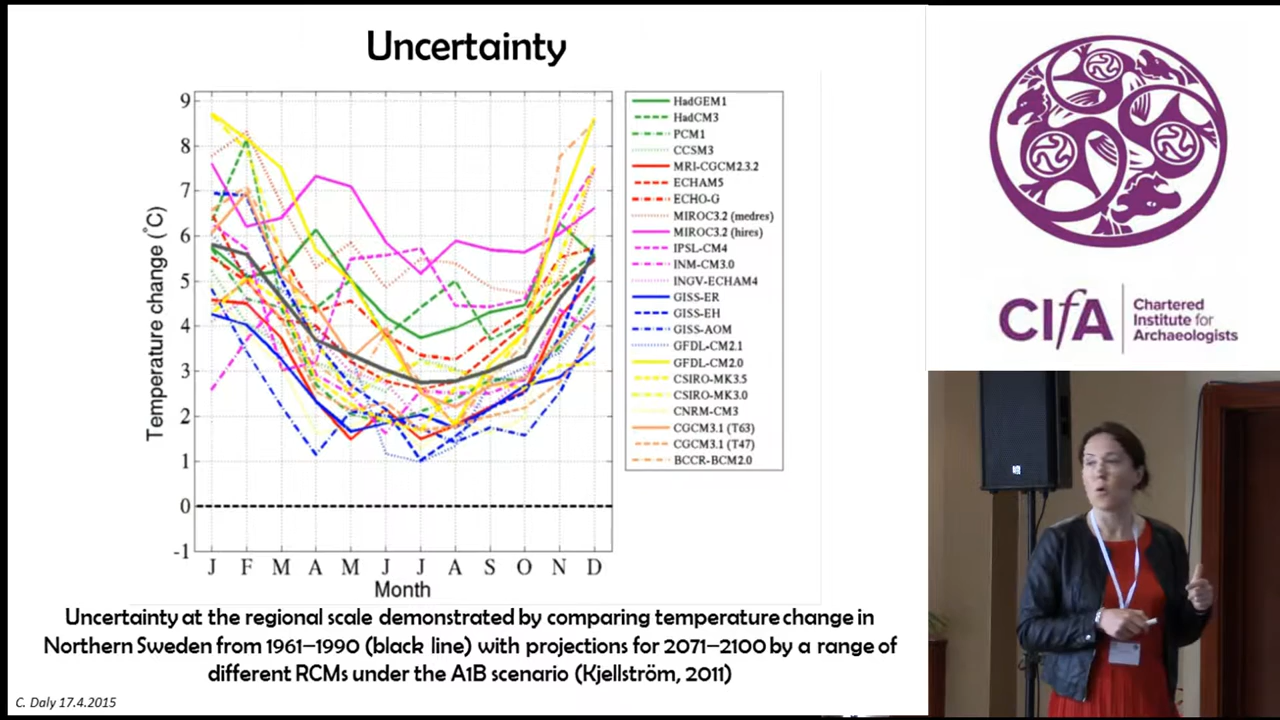 Uncertainty
9
8
7
6
5
4
3
2
1
0
-1
Temperature change (°C)
J F M A M J J A S O N D
Month
HadGEM1
HadCM3
PCM1
CCSM3
MRI-CGCM2.3.2
ECHAM5
ECHO-G
MIROC3.2 (medres)
MIROC3.2 (hires)
IPSL-CM4
INM-CM3.0
INGV-ECHAM4
GISS-ER
GISS-EH
GISS-AOM
GFDL-CM2.1
GFDL-CM2.0
CSIRO-MK3.5
CSIRO-MK3.0
CNRM-CM3
CGCM3.1 (T63)
CGCM3.1 (T47)
BCCR-BCM2.0
Uncertainty at the regional scale demonstrated by comparing temperature change in
Northern Sweden from 1961–1990 (black line) with projections for 2071–2100 by a range of
different RCMs under the A1B scenario (Kjellström, 2011)
C. Daly 17.4.2015
CIfA
Chartered
Institute for
Archaeologists